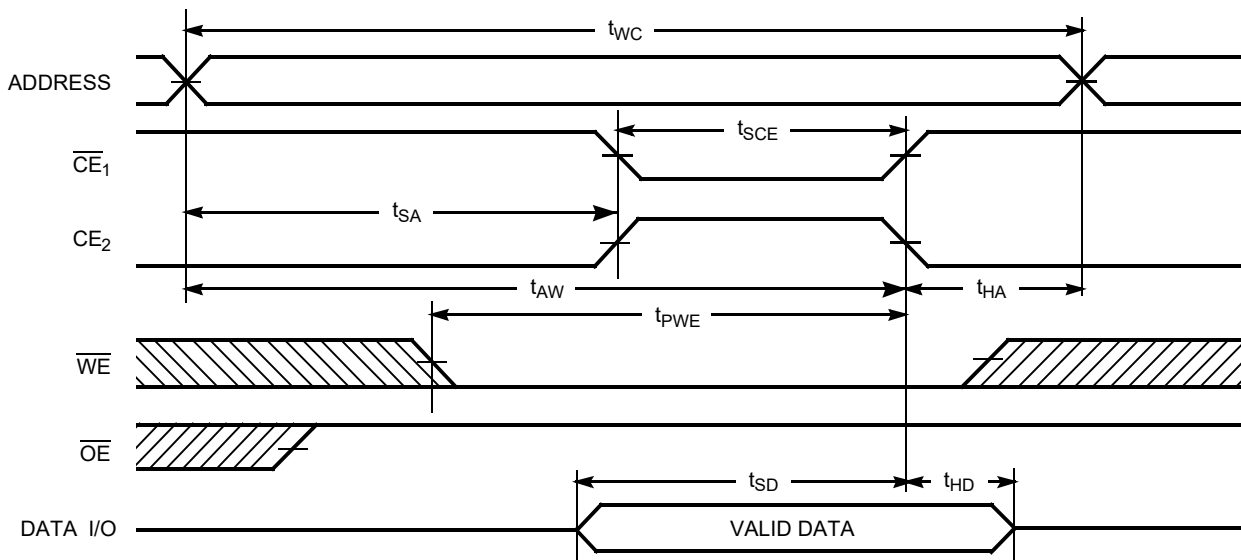 tWC
ADDRESS
tSCE
CE1
tSA
CE2
tAW
tHA
tPWE
WE
OE
tSD
tHD
DATA I/O
VALID DATA